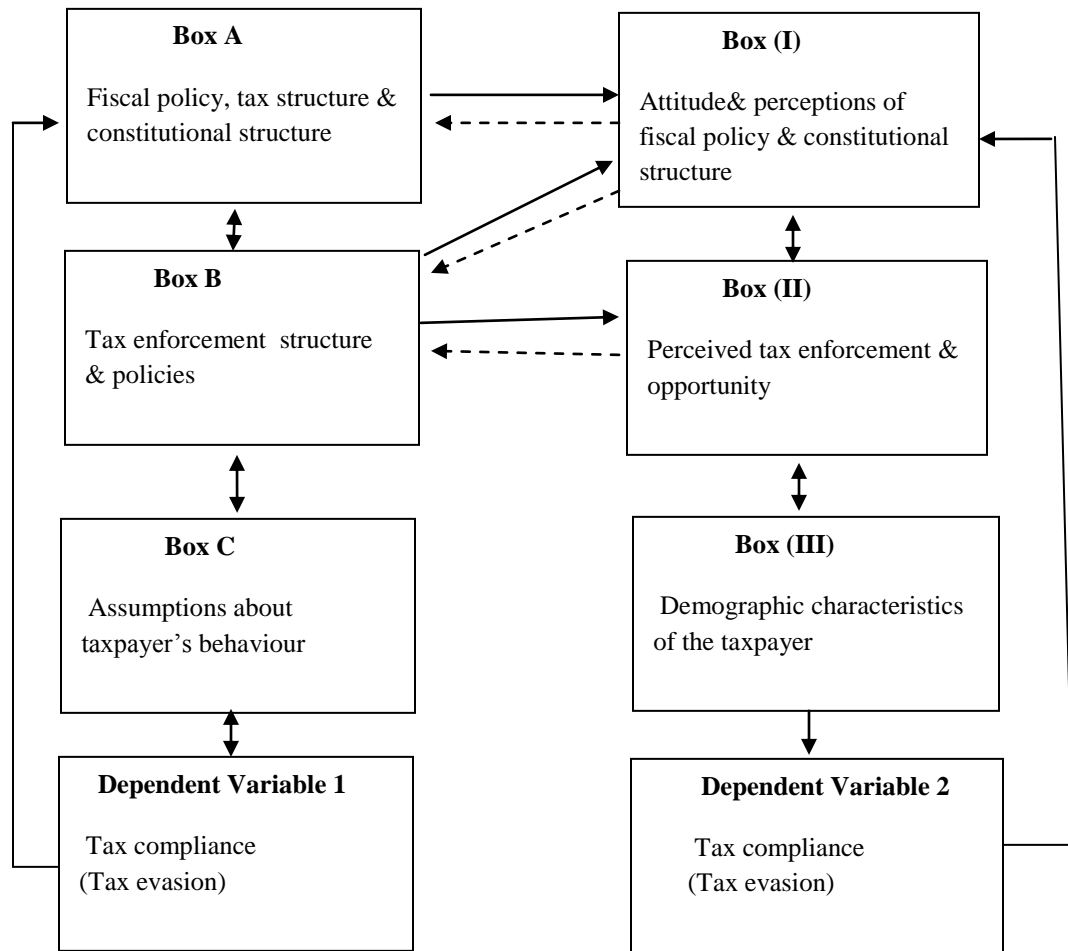 Box A
Fiscal policy, tax structure &
constitutional structure
Box (I)
Attitude& perceptions of
fiscal policy & constitutional
structure
Box B
Tax enforcement structure
& policies
Box (II)
Perceived tax enforcement &
opportunity
Box C
Assumptions about
taxpayer’s behaviour
Box (III)
Demographic characteristics
of the taxpayer
Dependent Variable 1
Tax compliance
(Tax evasion)
Dependent Variable 2
Tax compliance
(Tax evasion)